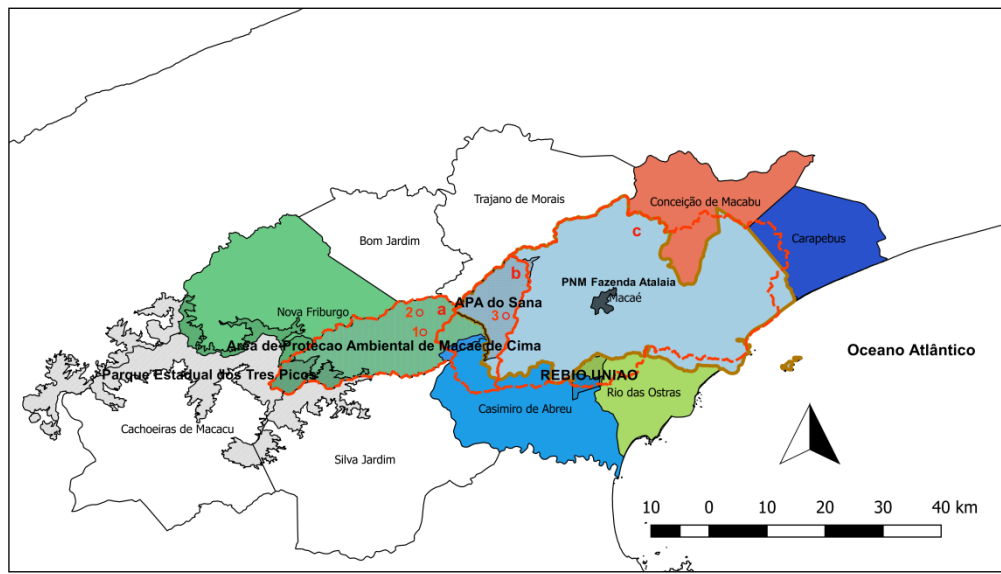 Trajano de Morais
Conceição de Macabu
Bom Jardim
c
Carapebus
b
PNM Fazenda Atalaia
APA do Sana
Macaé
Nova Friburgo
2
a
3
1
Area de Protecao Ambiental de Macaé de Cima
Oceano Atlântico
Parque Estadual dos Tres Picos
REBIO UNIAO
Rio das Ostras
Casimiro de Abreu
Cachoeiras de Macacu
Silva Jardim
10 0 10 20 30 40 km